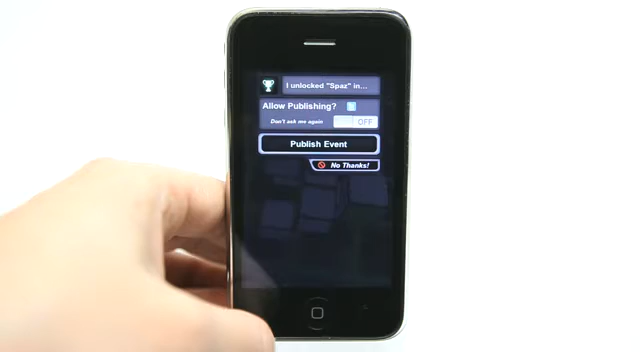 I unlocked "Spaz" in...
Allow Publishing?
Don't ask me again
OFF
Publish Event
No Thanks!